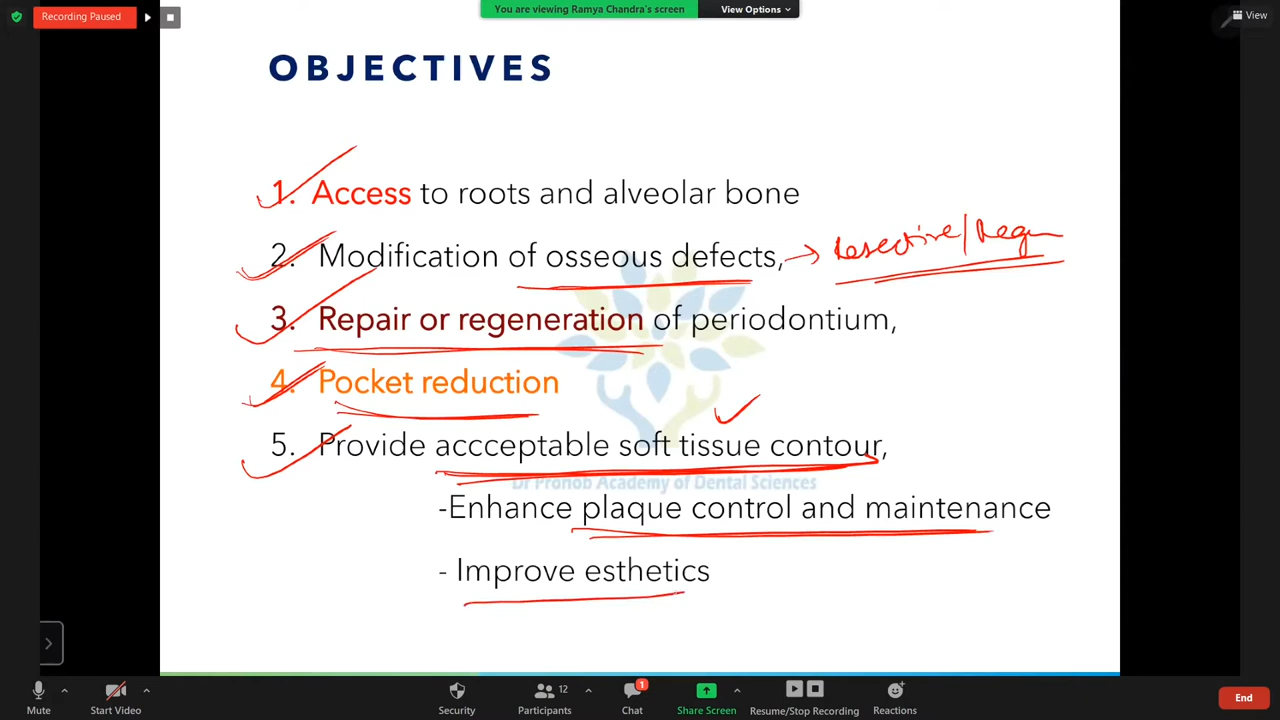 Recording Paused
You are viewing Ramya Chandra's screen
View Options
View
OBJECTIVES
1. Access to roots and alveolar bone
2. Modification of osseous defects, → Resective/Regen
3. Repair or regeneration of periodontium,
4. Pocket reduction
5. Provide accceptable soft tissue contour,
Dr Pronob Academy of Dental Sciences
-Enhance plaque control and maintenance
- Improve esthetics
Mute
Start Video
Security
12
Participants
1
Chat
Share Screen
Resume/Stop Recording
Reactions
End